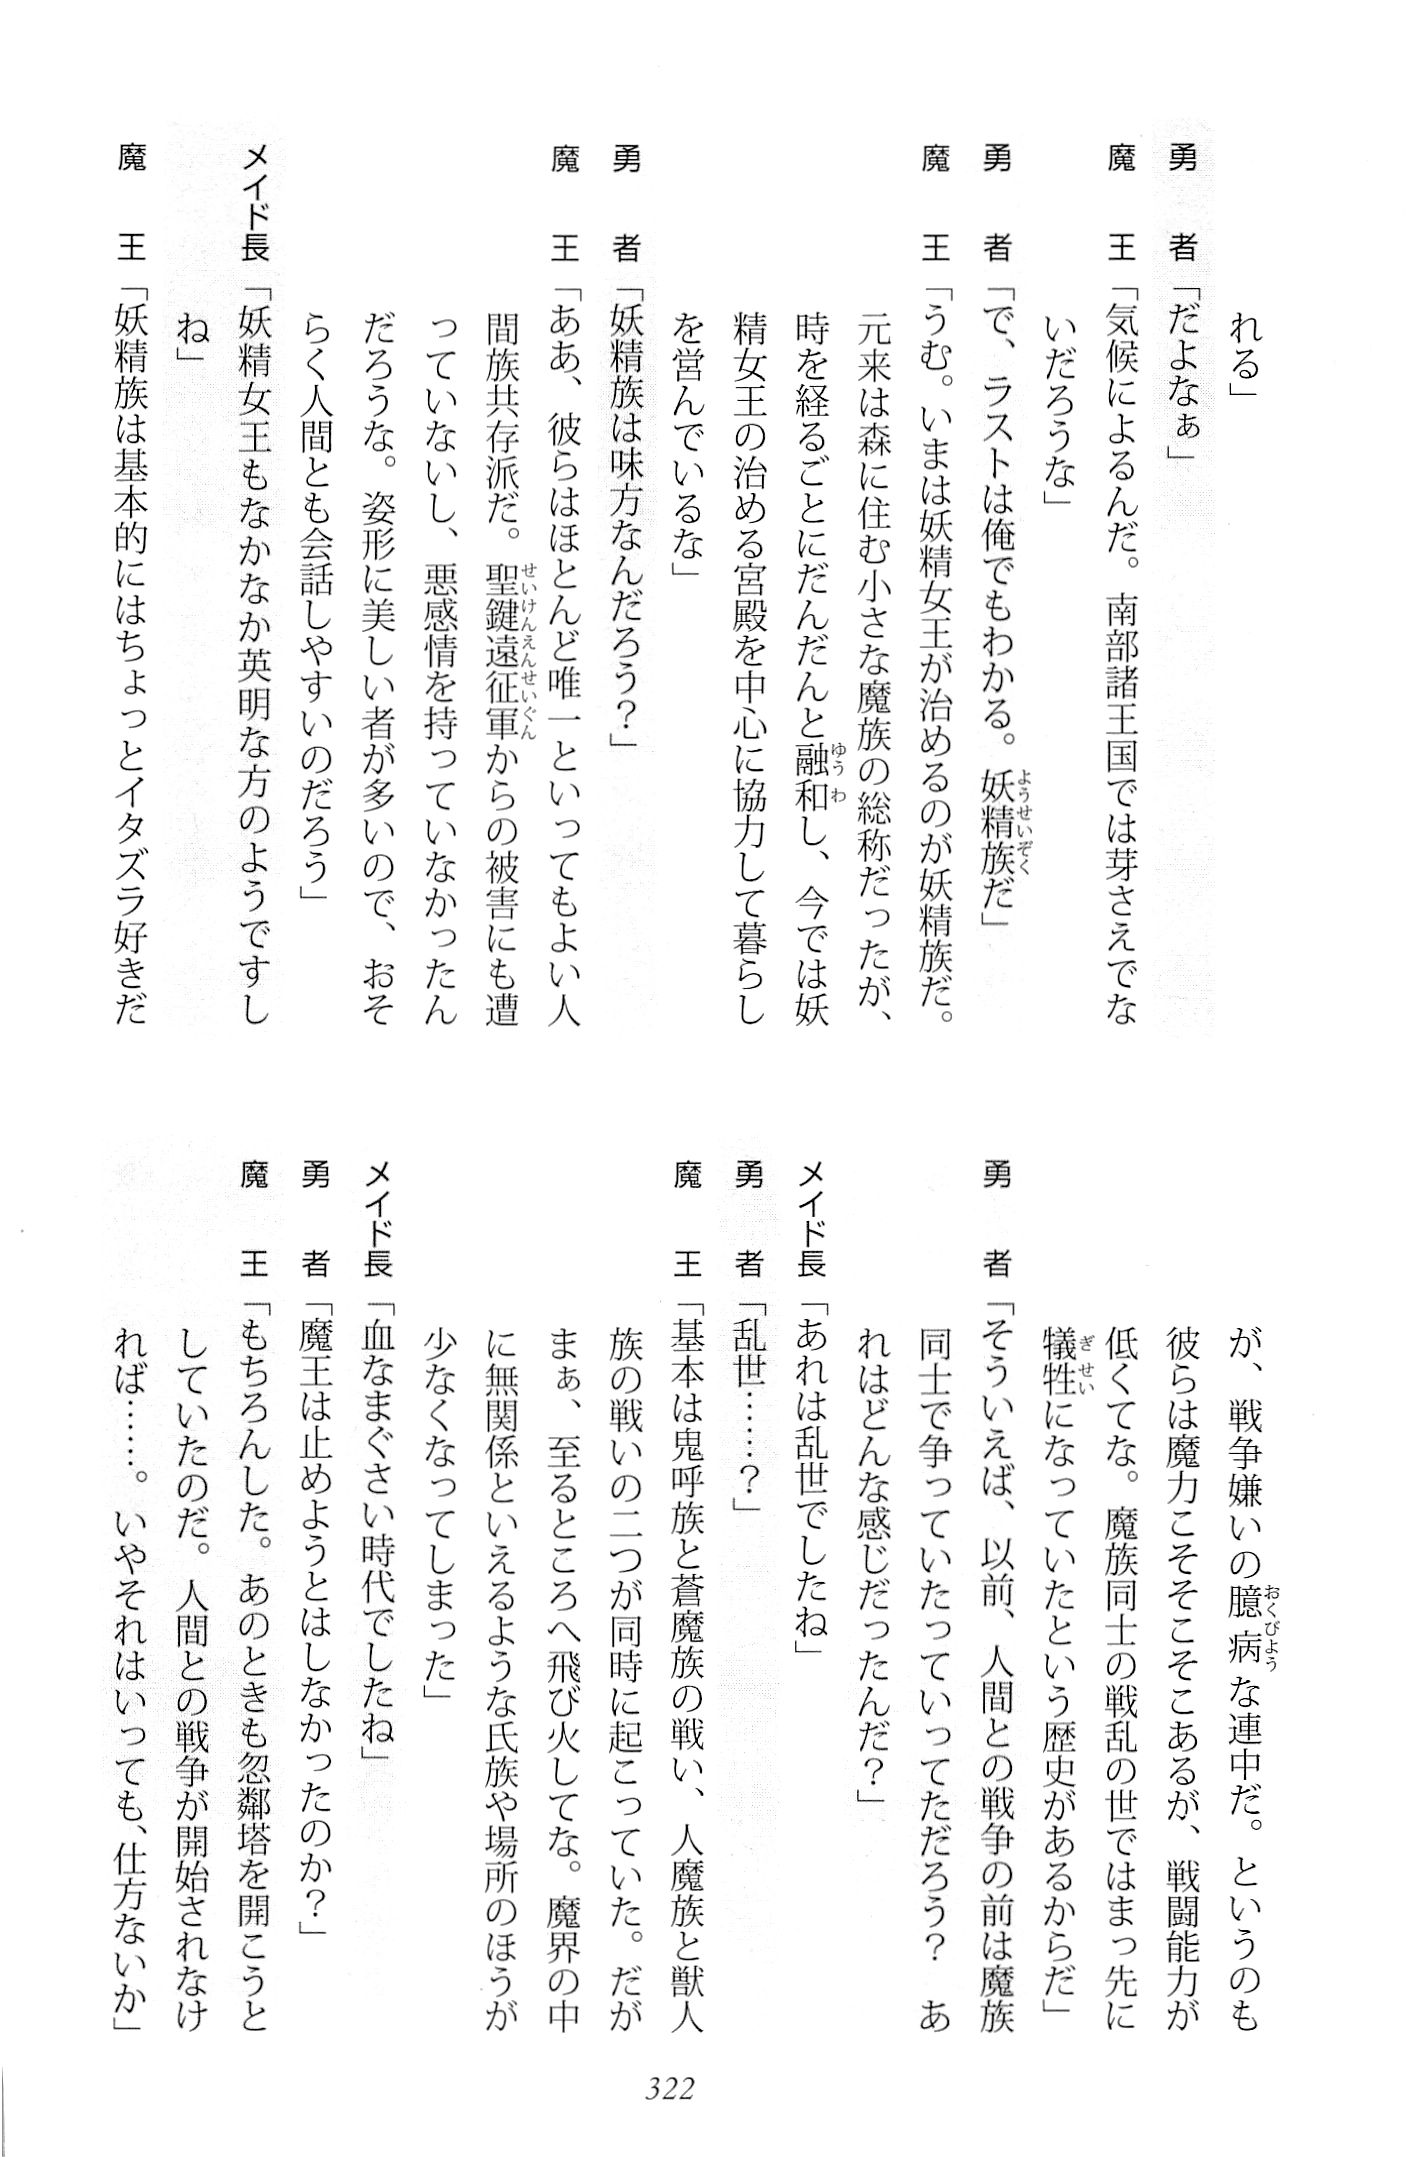 れる」
勇者「だよなぁ」
魔王「気候によるんだ。南部諸王国では芽さえでな
いだろうな」
勇者「で、ラストは俺でもわかる。妖精族だ」
魔王「うむ。いまは妖精女王が治めるのが妖精族だ。
元来は森に住む小さな魔族の総称だったが、
時を経るごとにだんだんと融和し、今では妖
精女王の治める宮殿を中心に協力して暮らし
を営んでいるな」
勇者「妖精族は味方なんだろう？」
魔王「ああ、彼らはほとんど唯一といってもよい人
間族共存派だ。聖鍵遠征軍からの被害にも遭
っていないし、悪感情を持っていなかったん
だろうな。姿形に美しい者が多いので、おそ
らく人間とも会話しやすいのだろう」
メイド長「妖精女王もなかなか英明な方のようですし
ね」
魔王「妖精族は基本的にはちょっとイタズラ好きだ
が、戦争嫌いの臆病な連中だ。というのも
彼らは魔力こそそこそこあるが、戦闘能力が
低くてな。魔族同士の戦乱の世ではまっ先に
犠牲になっていたという歴史があるからだ」
勇者「そういえば、以前、人間との戦争の前は魔族
同士で争っていたっていってただろう？　あ
れはどんな感じだったんだ？」
メイド長「あれは乱世でしたね」
勇者「乱世……？」
魔王「基本は鬼呼族と蒼魔族の戦い、人魔族と獣人
族の戦いの二つが同時に起こっていた。だが
まぁ、至るところへ飛び火してな。魔界の中
に無関係といえるような氏族や場所のほうが
少なくなってしまった」
メイド長「血なまぐさい時代でしたね」
勇者「魔王は止めようとはしなかったのか？」
魔王「もちろんした。あのときも忽鄰塔を開こうと
していたのだ。人間との戦争が開始されなけ
れば……。いやそれはいっても、仕方ないか」
322